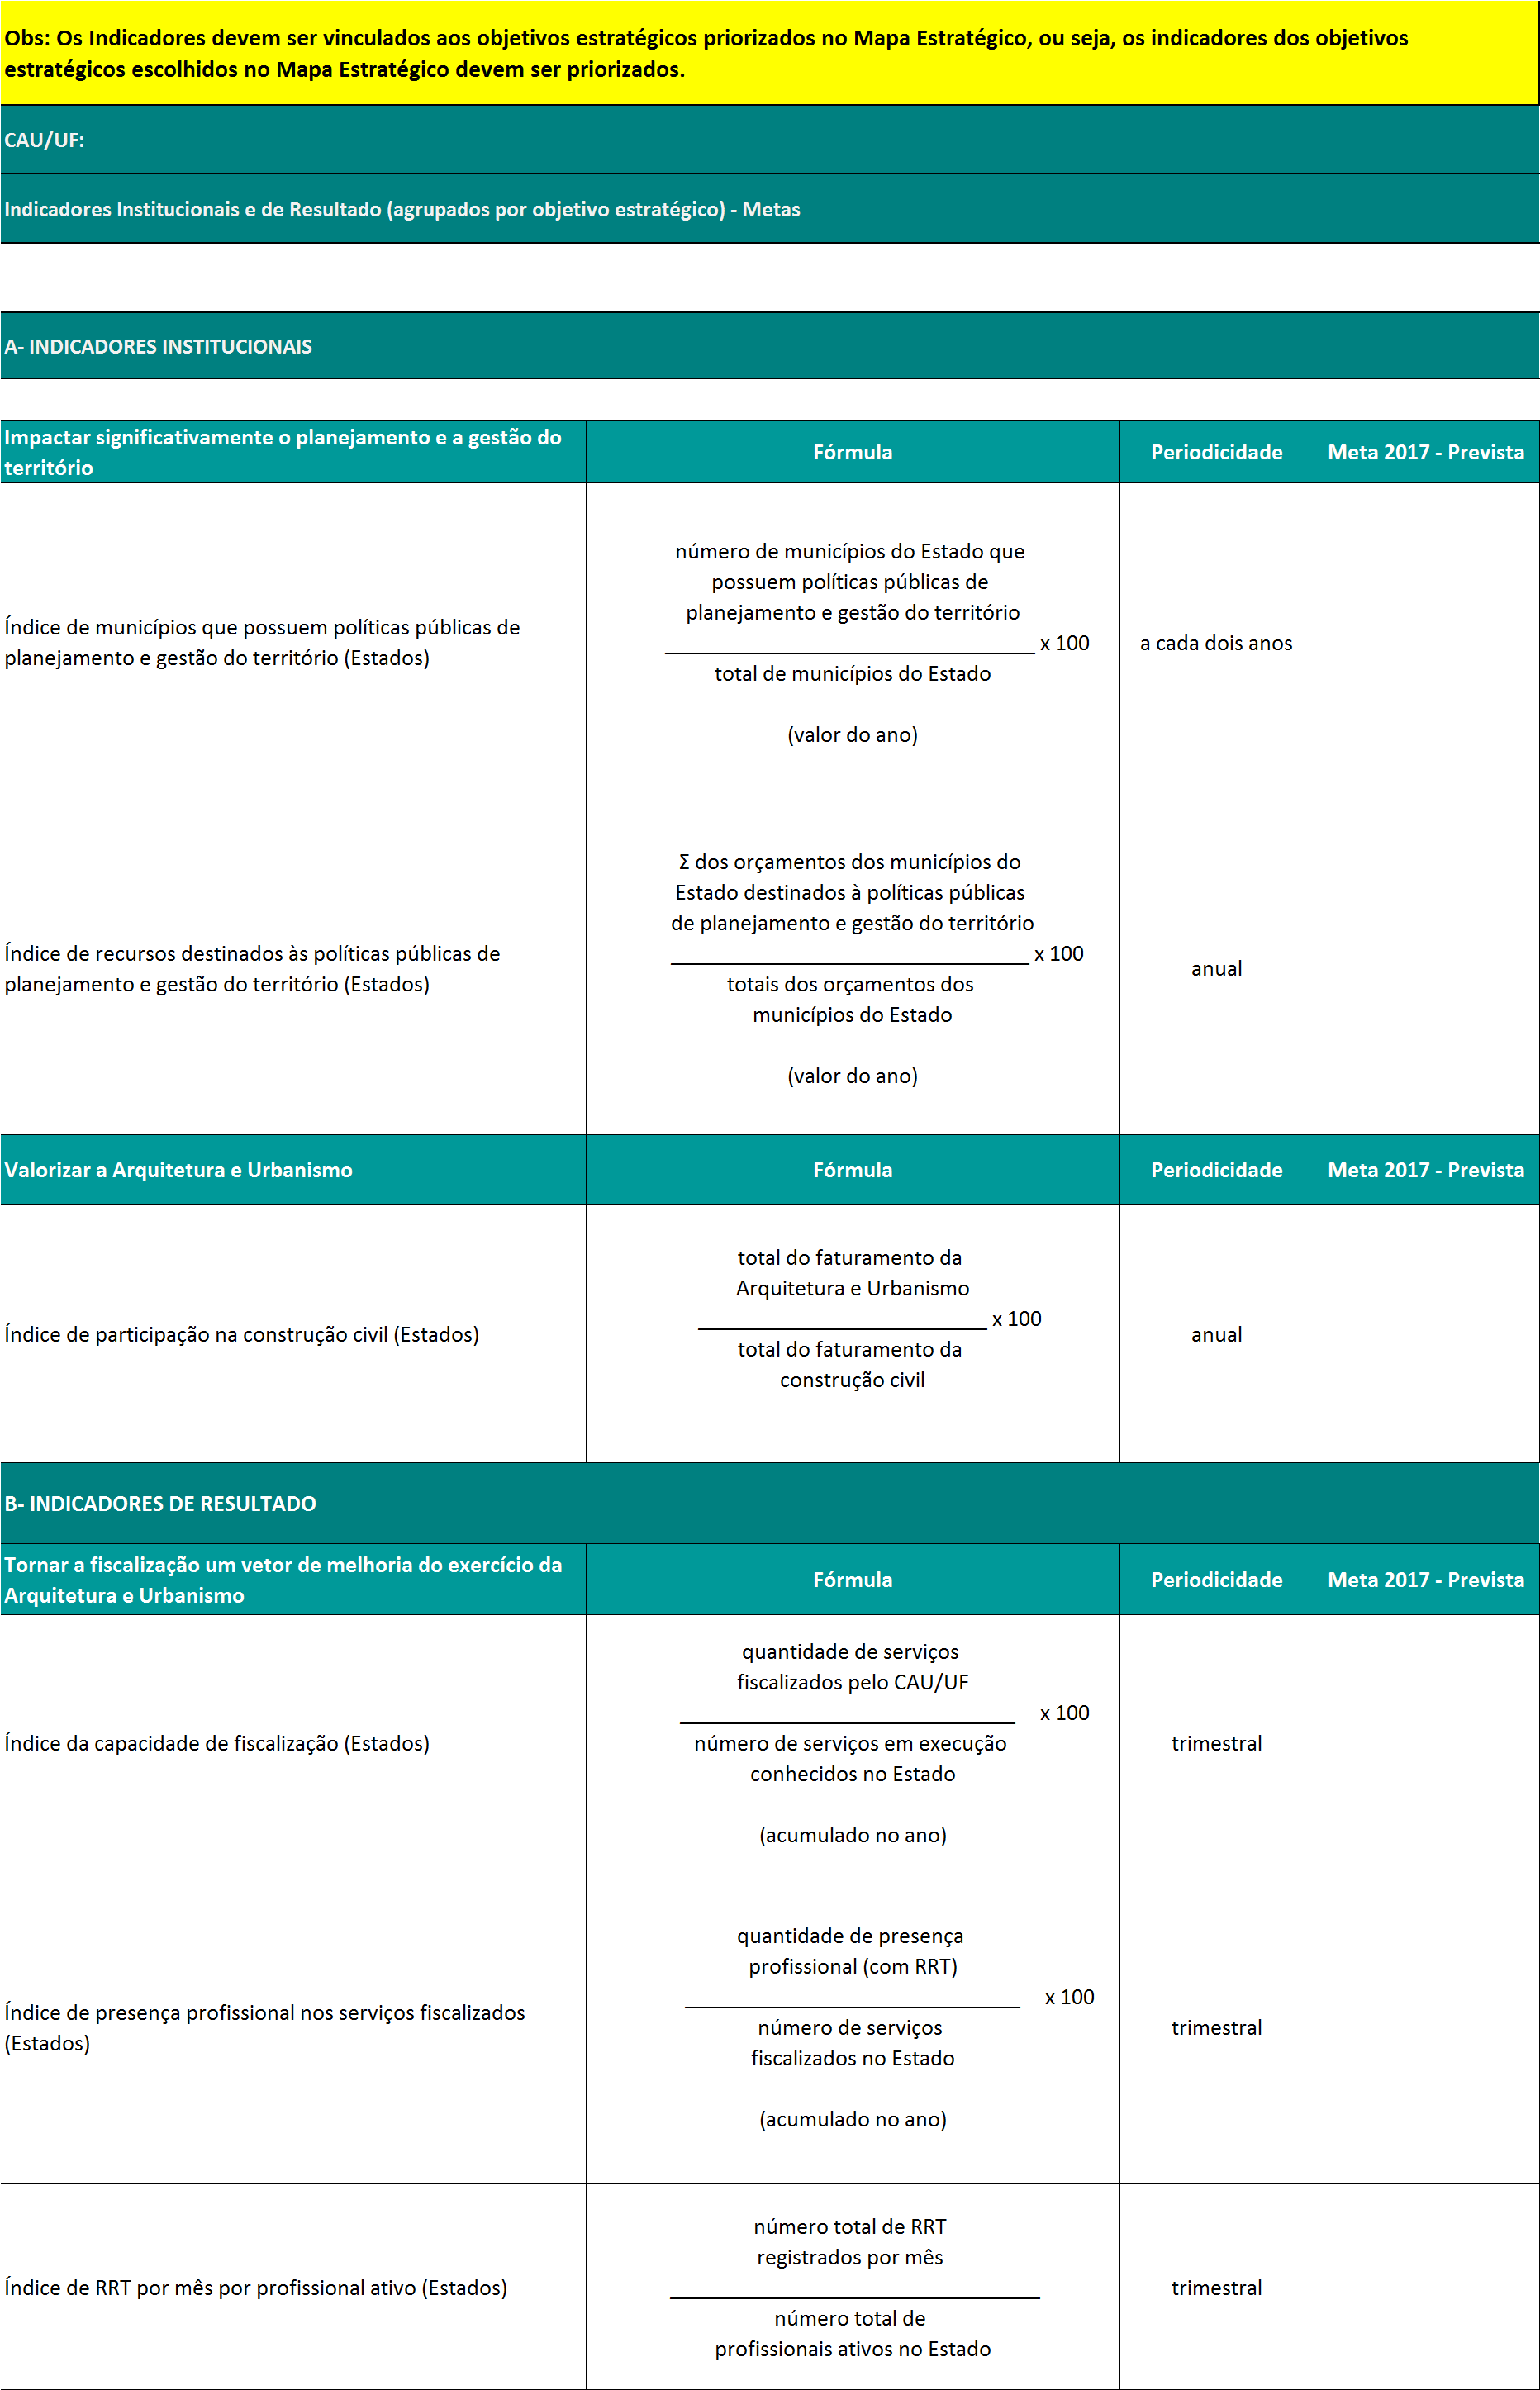 Obs: Os Indicadores devem ser vinculados aos objetivos estratégicos priorizados no Mapa Estratégico, ou seja, os indicadores dos objetivos
estratégicos escolhidos no Mapa Estratégico devem ser priorizados.
CAU/UF:
Indicadores Institucionais e de Resultado (agrupados por objetivo estratégico) - Metas
A- INDICADORES INSTITUCIONAIS
Impactar significativamente o planejamento e a gestão do
território
Fórmula
Periodicidade
Meta 2017 - Prevista
Índice de municípios que possuem políticas públicas de
planejamento e gestão do território (Estados)
número de municípios do Estado que
possuem políticas públicas de
planejamento e gestão do território
x 100
total de municípios do Estado
(valor do ano)
a cada dois anos
Índice de recursos destinados às políticas públicas de
planejamento e gestão do território (Estados)
Σ dos orçamentos dos municípios do
Estado destinados à políticas públicas
de planejamento e gestão do território
x 100
totais dos orçamentos dos
municípios do Estado
(valor do ano)
anual
Valorizar a Arquitetura e Urbanismo
Fórmula
Periodicidade
Meta 2017 - Prevista
Índice de participação na construção civil (Estados)
total do faturamento da
Arquitetura e Urbanismo
x 100
total do faturamento da
construção civil
anual
B- INDICADORES DE RESULTADO
Tornar a fiscalização um vetor de melhoria do exercício da
Arquitetura e Urbanismo
Fórmula
Periodicidade
Meta 2017 - Prevista
Índice da capacidade de fiscalização (Estados)
quantidade de serviços
fiscalizados pelo CAU/UF
x 100
número de serviços em execução
conhecidos no Estado
(acumulado no ano)
trimestral
Índice de presença profissional nos serviços fiscalizados
(Estados)
quantidade de presença
profissional (com RRT)
x 100
número de serviços
fiscalizados no Estado
(acumulado no ano)
trimestral
Índice de RRT por mês por profissional ativo (Estados)
número total de RRT
registrados por mês
número total de
profissionais ativos no Estado
trimestral